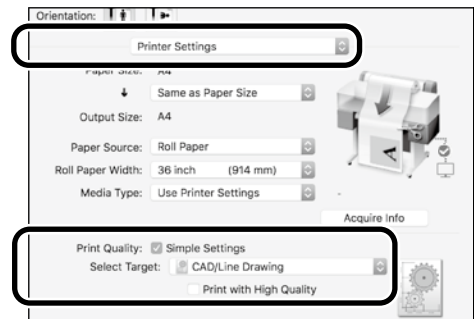 Orientation:
Printer Settings
Paper Size: A4
Same as Paper Size
Output Size: A4
Paper Source: Roll Paper
Roll Paper Width: 36 inch (914 mm)
Media Type: Use Printer Settings
-
Acquire Info
Print Quality: Simple Settings
Select Target: CAD/Line Drawing
Print with High Quality